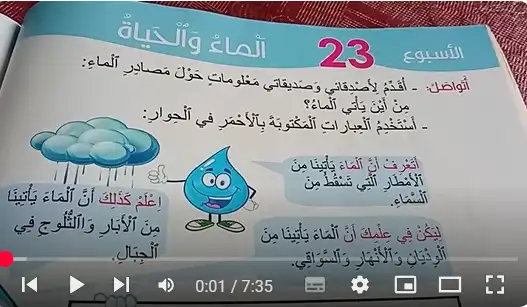 الأسبوع 23 الْماءُ وَالْحَياةُ
أَتَواصَلُ: - أُقَدِّمُ لِأَصْدِقائي وَصَديقاتي مَعْلوماتٍ حَوْلَ مَصادِرِ الْماءِ:
مِنْ أَيْنَ يَأْتي الْماءُ؟
- أَسْتَخْدِمُ الْعِباراتِ الْمَكْتوبَةَ بِالْأَحْمَرِ في الْحِوارِ:
أَتَعْرِفُ أَنَّ الْماءَ يَأْتينا مِنَ
الْأَمْطارِ الَّتي تَسْقُطُ مِنَ
السَّماءِ.
اِعْلَمْ كَذَلِكَ أَنَّ الْماءَ يَأْتينا
مِنَ الْآبارِ وَالثُّلوجِ في
الْجِبالِ.
لِيَكُنْ في عِلْمِكَ أَنَّ الْماءَ يَأْتينا مِنَ
الْوِدْيانِ وَالْأَنْهارِ وَالسَّواقي.
0:01 / 7:35